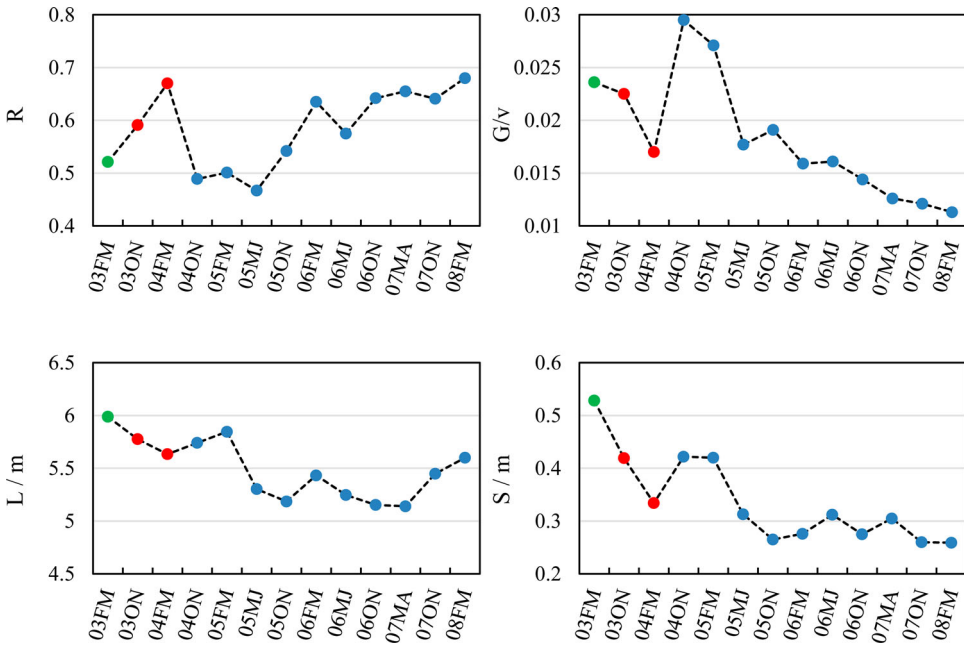 0.8
0.7
0.6
0.5
0.4
R
03FM
03ON
04FM
04ON
05FM
05MJ
05ON
06FM
06MJ
06ON
07MA
07ON
08FM
0.03
0.025
0.02
0.015
0.01
G/v
03FM
03ON
04FM
04ON
05FM
05MJ
05ON
06FM
06MJ
06ON
07MA
07ON
08FM
6.5
6
5.5
5
4.5
L / m
03FM
03ON
04FM
04ON
05FM
05MJ
05ON
06FM
06MJ
06ON
07MA
07ON
08FM
0.6
0.5
0.4
0.3
0.2
S / m
03FM
03ON
04FM
04ON
05FM
05MJ
05ON
06FM
06MJ
06ON
07MA
07ON
08FM